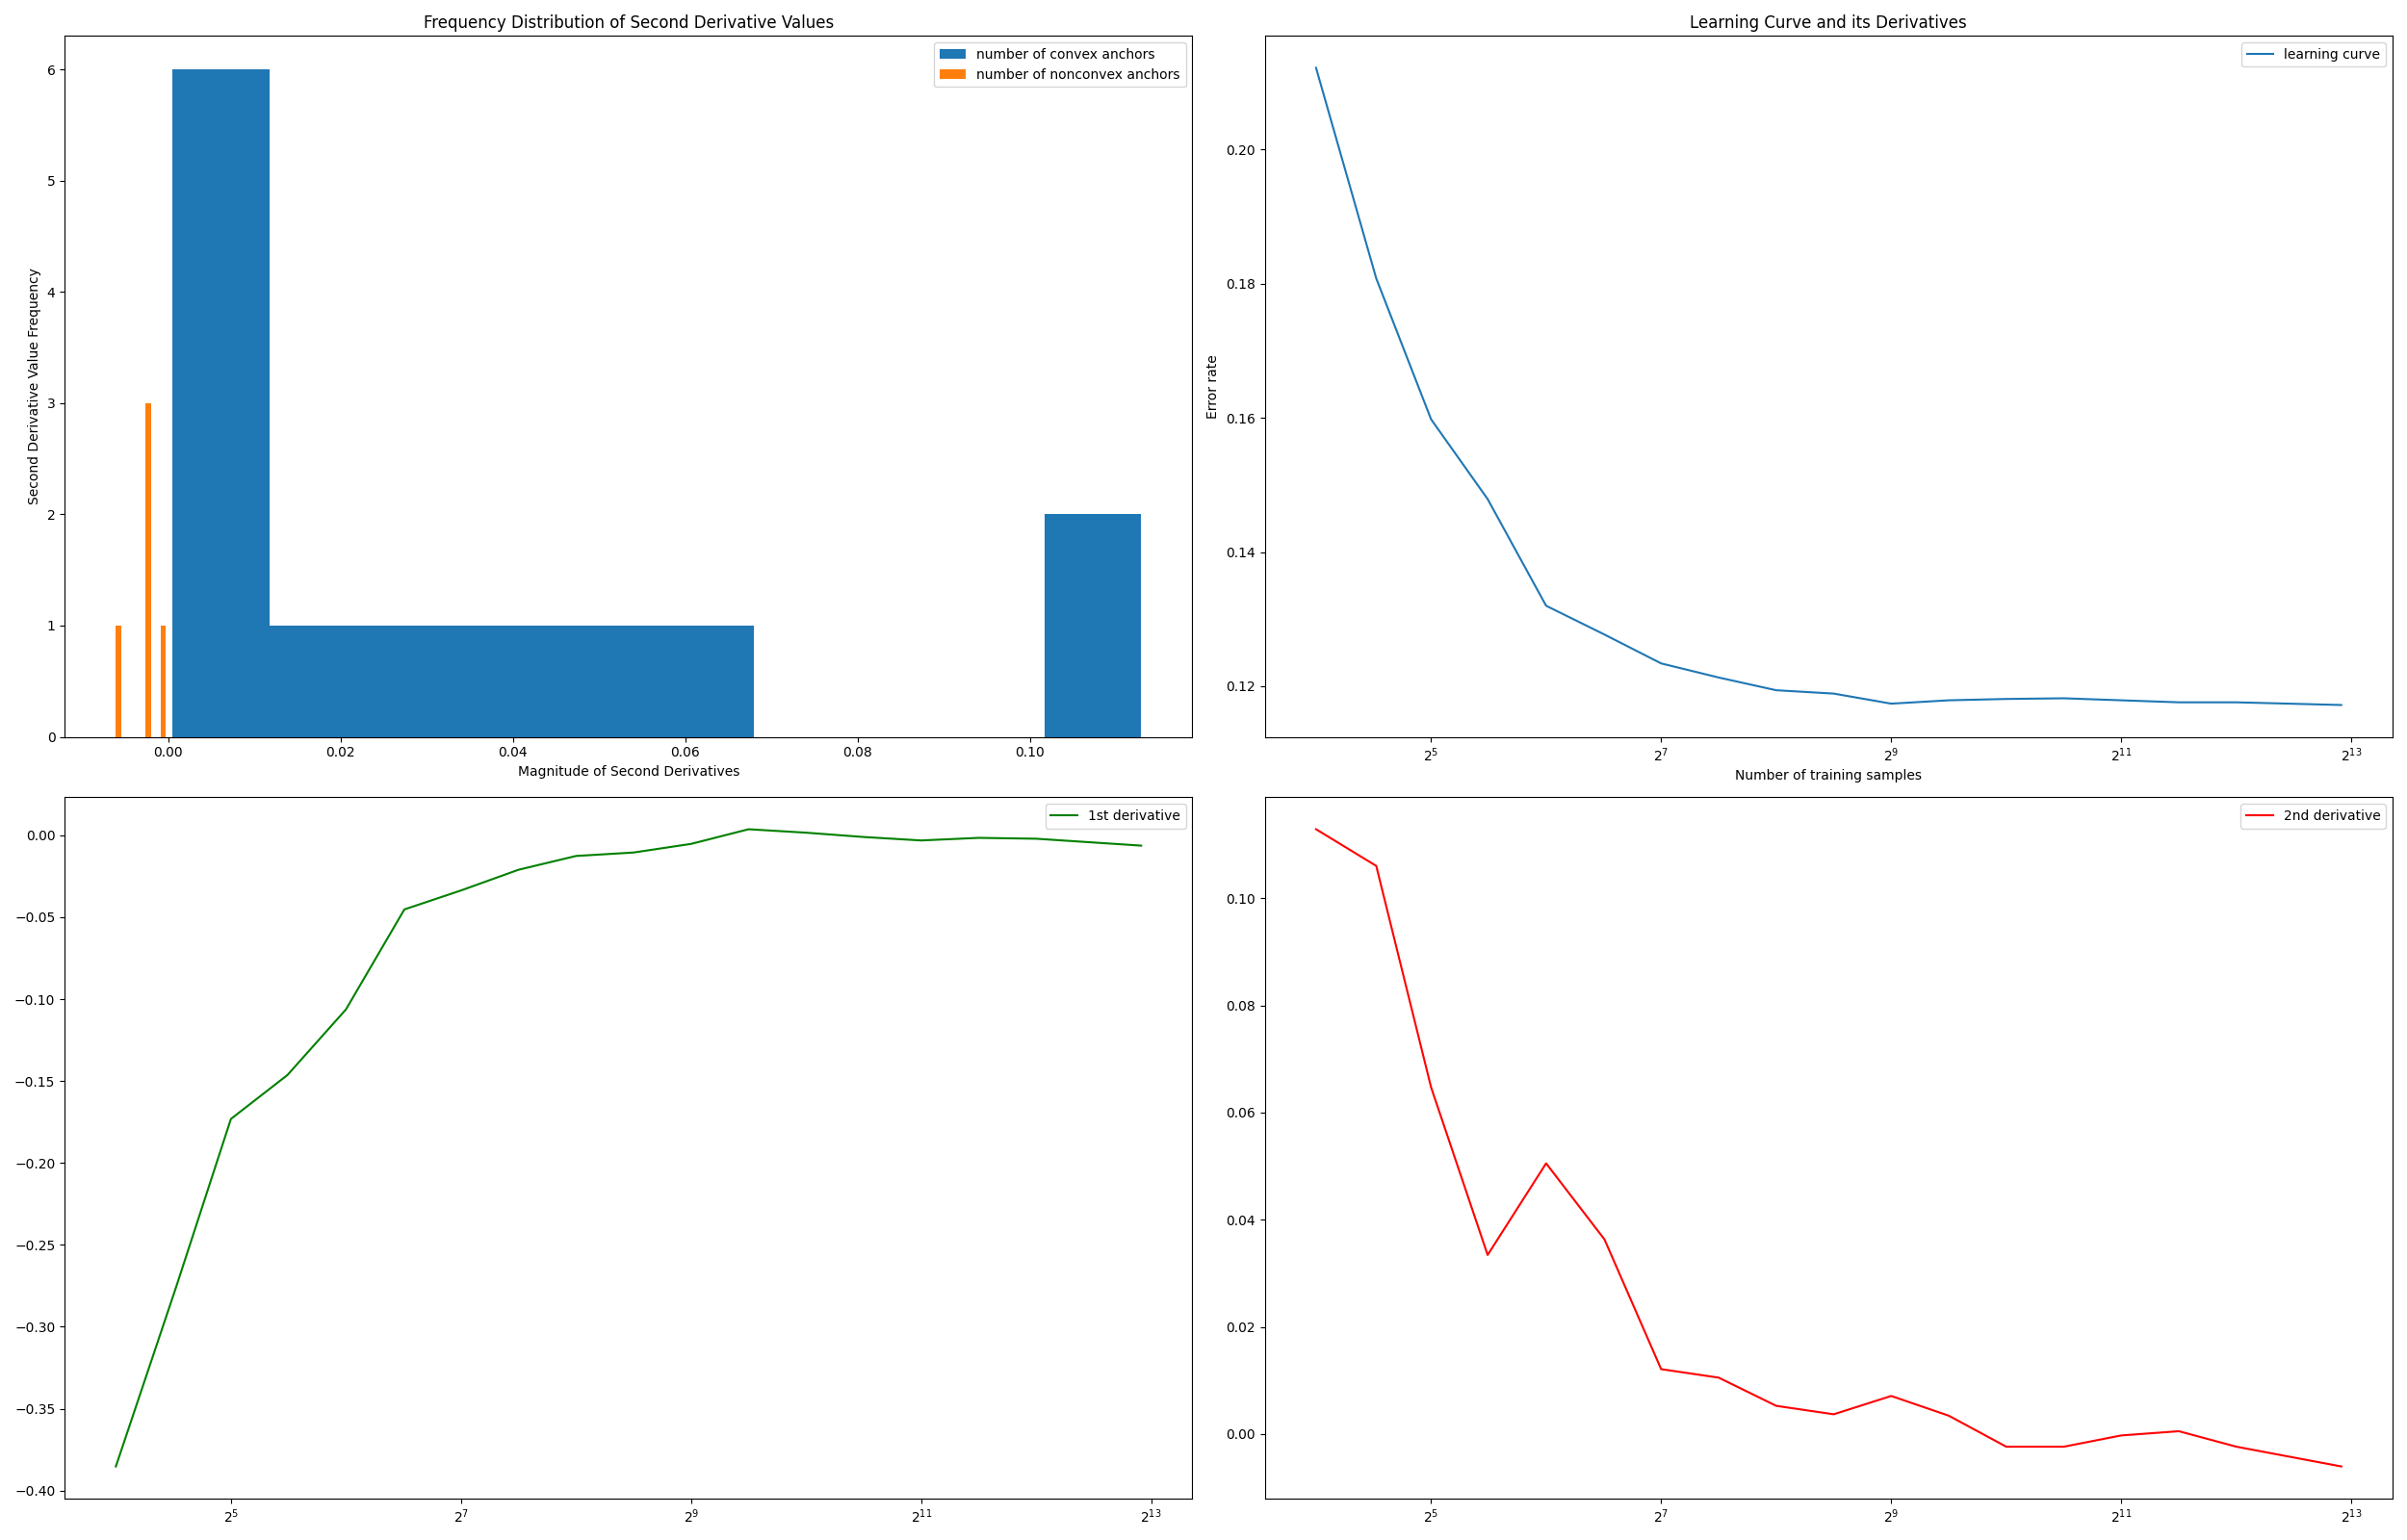 Frequency Distribution of Second Derivative Values
number of convex anchors
number of nonconvex anchors
Second Derivative Value Frequency
6
5
4
3
2
1
0
0.00 0.02 0.04 0.06 0.08 0.10
Magnitude of Second Derivatives
Learning Curve and its Derivatives
learning curve
Error rate
0.20
0.18
0.16
0.14
0.12
2^5 2^7 2^9 2^11 2^13
Number of training samples
1st derivative
0.00
−0.05
−0.10
−0.15
−0.20
−0.25
−0.30
−0.35
−0.40
2^5 2^7 2^9 2^11 2^13
2nd derivative
0.10
0.08
0.06
0.04
0.02
0.00
2^5 2^7 2^9 2^11 2^13